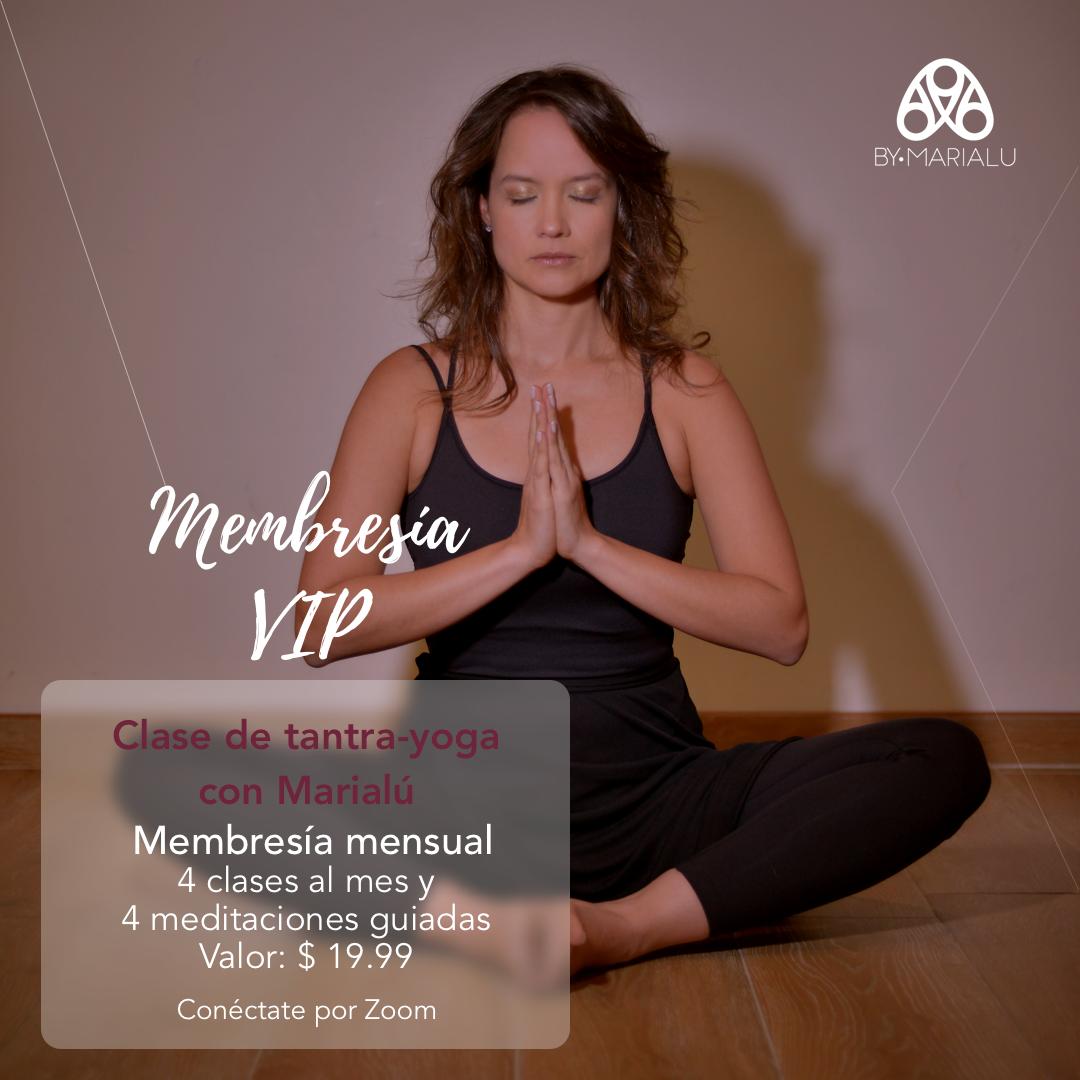 BY•MARIALU
Membresía
VIP
Clase de tantra-yoga
con Marialú
Membresía mensual
4 clases al mes y
4 meditaciones guiadas
Valor: $ 19.99
Conéctate por Zoom